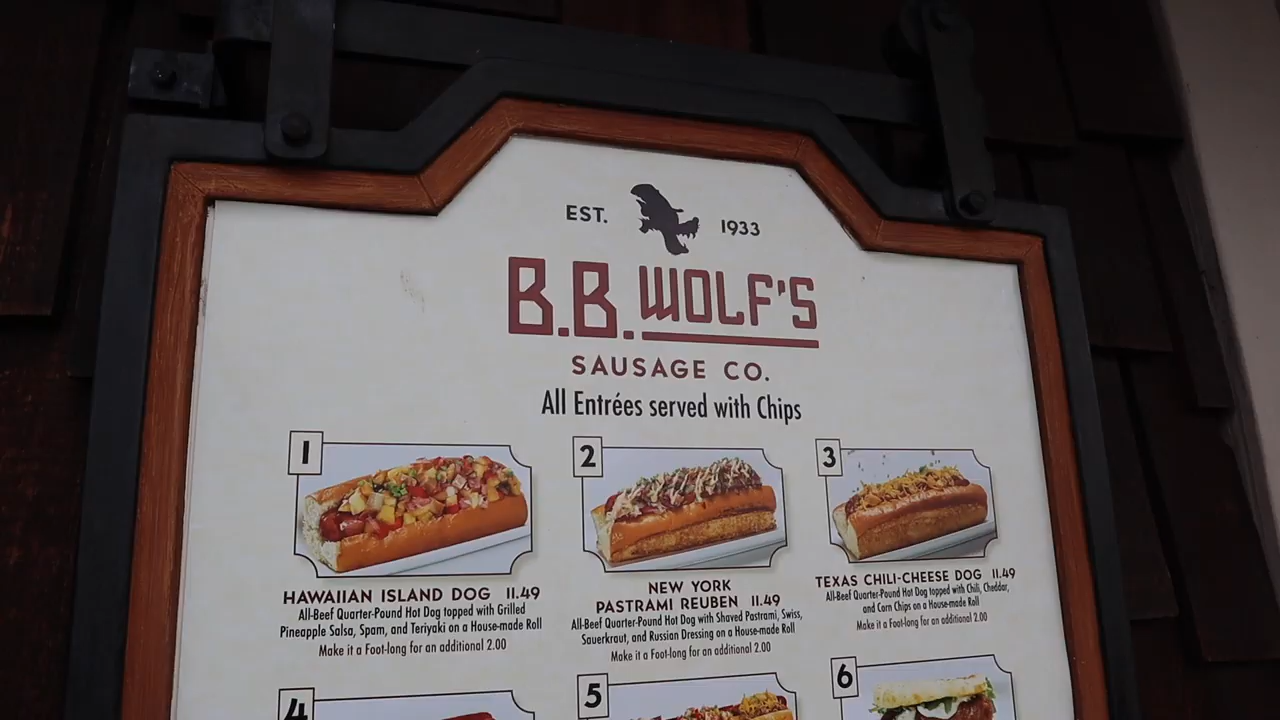 EST. 1933
B.B. WOLF'S
SAUSAGE CO.
All Entrées served with Chips
1
HAWAIIAN ISLAND DOG 11.49
All-Beef Quarter-Pound Hot Dog topped with Grilled
Pineapple Salsa, Spam, and Teriyaki on a House-made Roll
Make it a Foot-long for an additional 2.00
2
NEW YORK
PASTRAMI REUBEN 11.49
All-Beef Quarter-Pound Hot Dog with Shaved Pastrami, Swiss,
Sauerkraut, and Russian Dressing on a House-made Roll
Make it a Foot-long for an additional 2.00
3
TEXAS CHILI-CHEESE DOG 11.49
All-Beef Quarter-Pound Hot Dog topped with Chili, Cheddar,
and Corn Chips on a House-made Roll
Make it a Foot-long for an additional 2.00
4
5
6